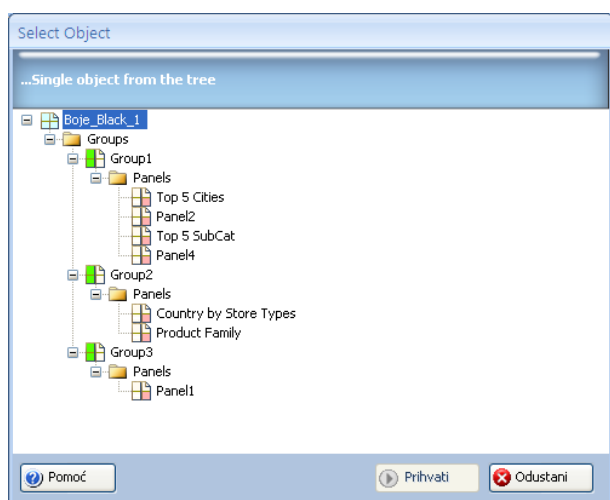 Select Object
...Single object from the tree
Boje_Black_1
Groups
Group1
Panels
Top 5 Cities
Panel2
Top 5 SubCat
Panel4
Group2
Panels
Country by Store Types
Product Family
Group3
Panels
Panel1
Pomoć Prihvati Odustani